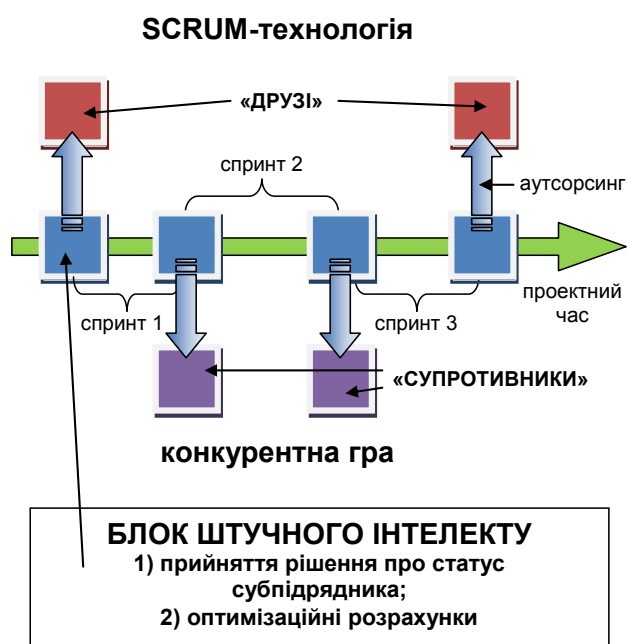 SCRUM-технологія
«ДРУЗІ»
спринт 2
аутсорсинг
проектний
час
спринт 1
спринт 3
«СУПРОТИВНИКИ»
конкурентна гра
БЛОК ШТУЧНОГО ІНТЕЛЕКТУ
1) прийняття рішення про статус
субпідрядника;
2) оптимізаційні розрахунки